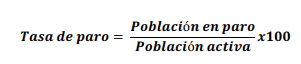 Tasa de paro = Población en paro / Población activa x100